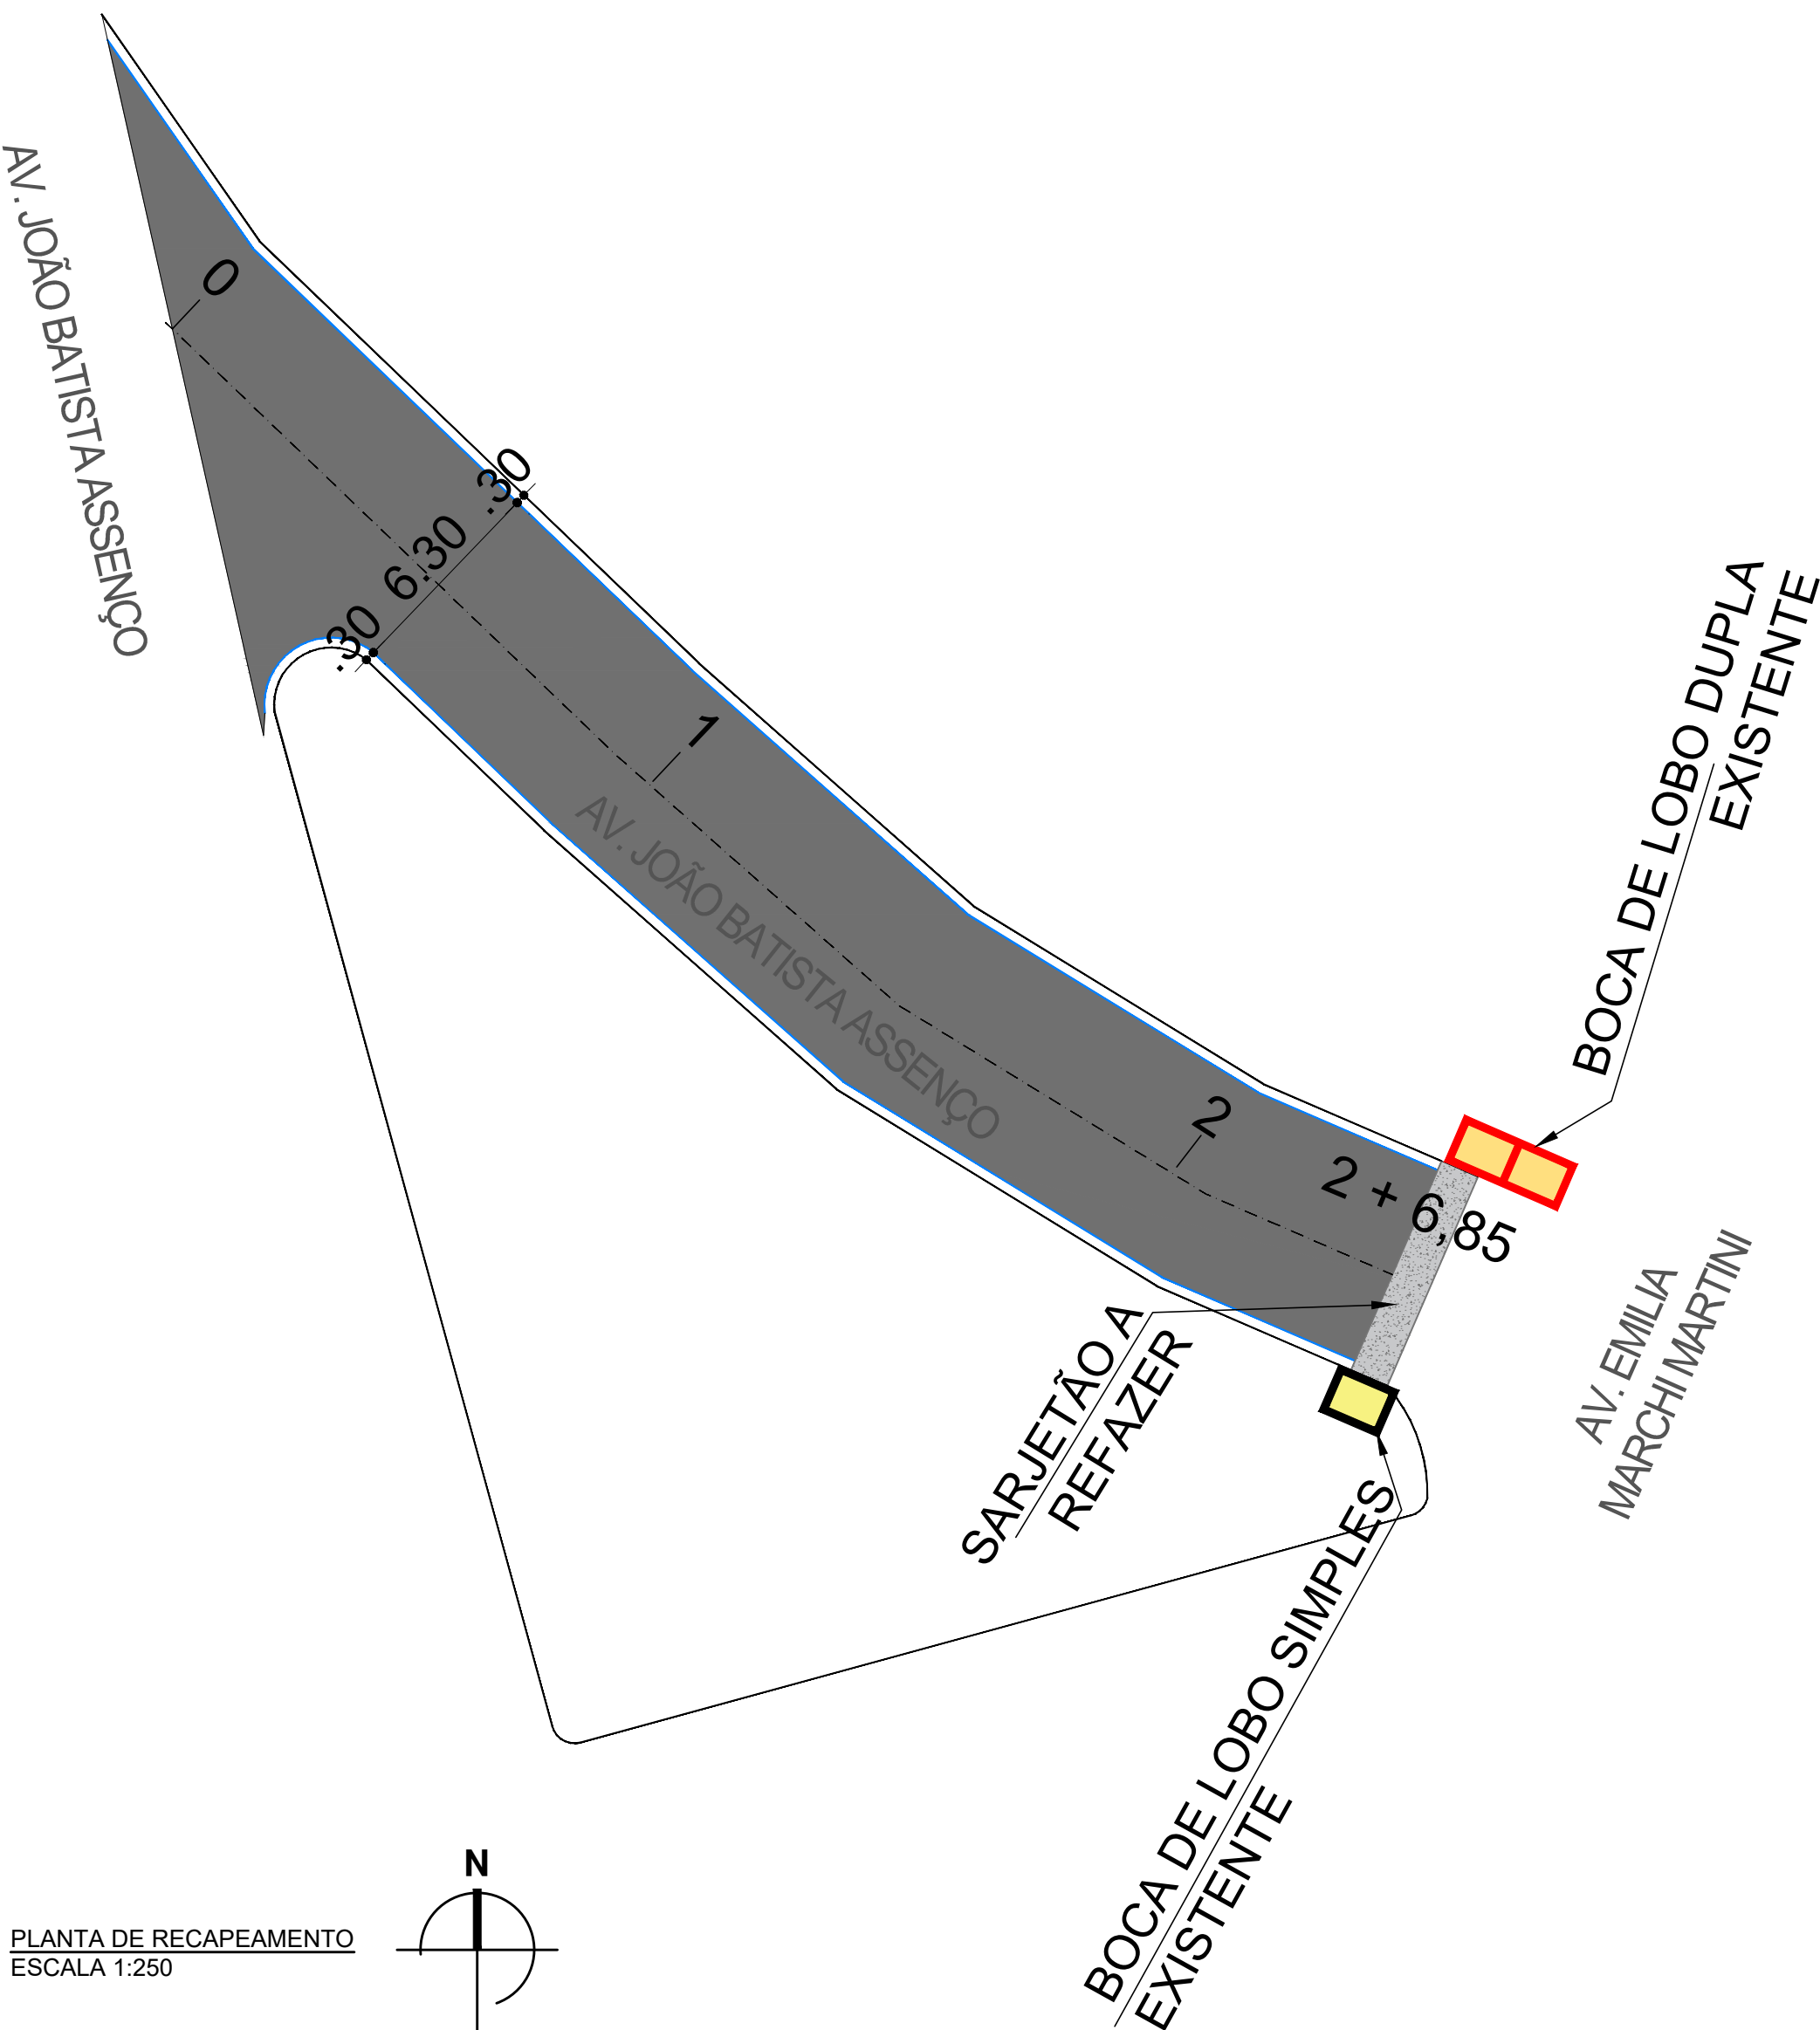 AV. JOÃO BATISTA ASSENÇO
0
.30
6.30
.30
1
AV. JOÃO BATISTA ASSENÇO
BOCA DE LOBO DUPLA
EXISTENTE
2
2 + 6,85
AV. EMILIA
MARCHI MARTINI
SARJETÃO A
REFAZER
BOCA DE LOBO SIMPLES
EXISTENTE
N
PLANTA DE RECAPEAMENTO
ESCALA 1:250